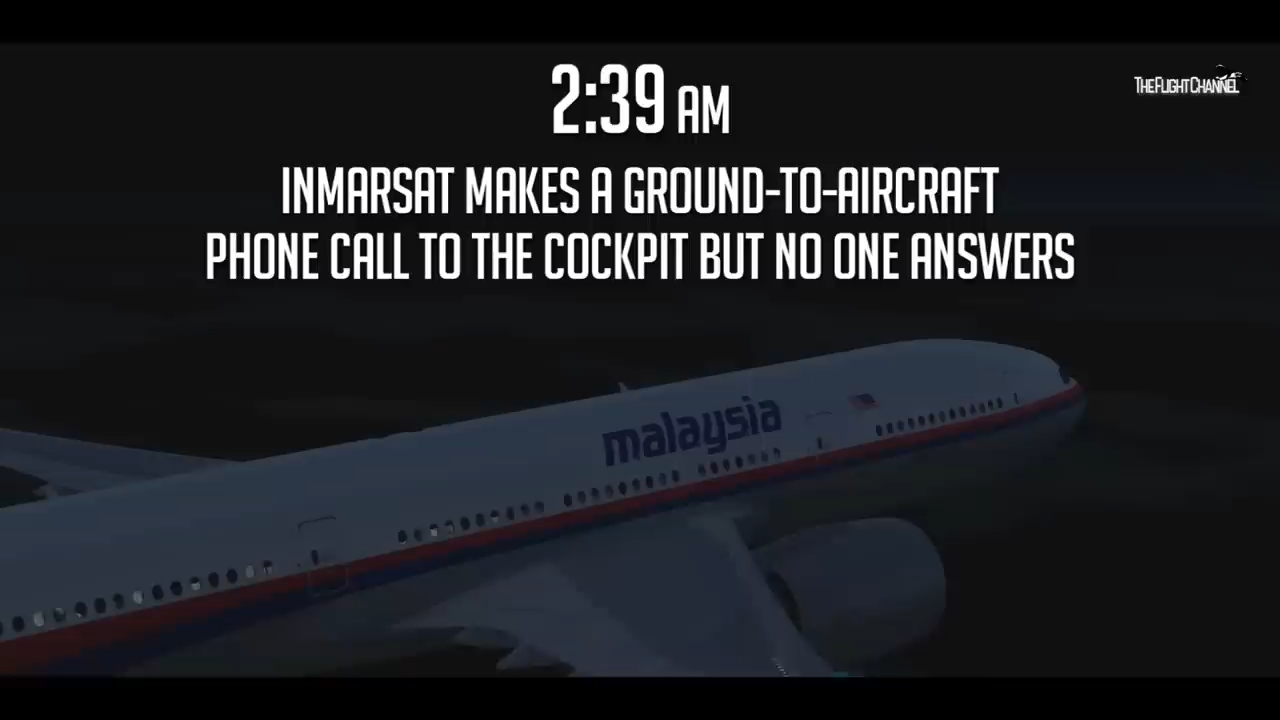 2:39 AM
THEFLIGHTCHANNEL
INMARSAT MAKES A GROUND-TO-AIRCRAFT
PHONE CALL TO THE COCKPIT BUT NO ONE ANSWERS
malaysia